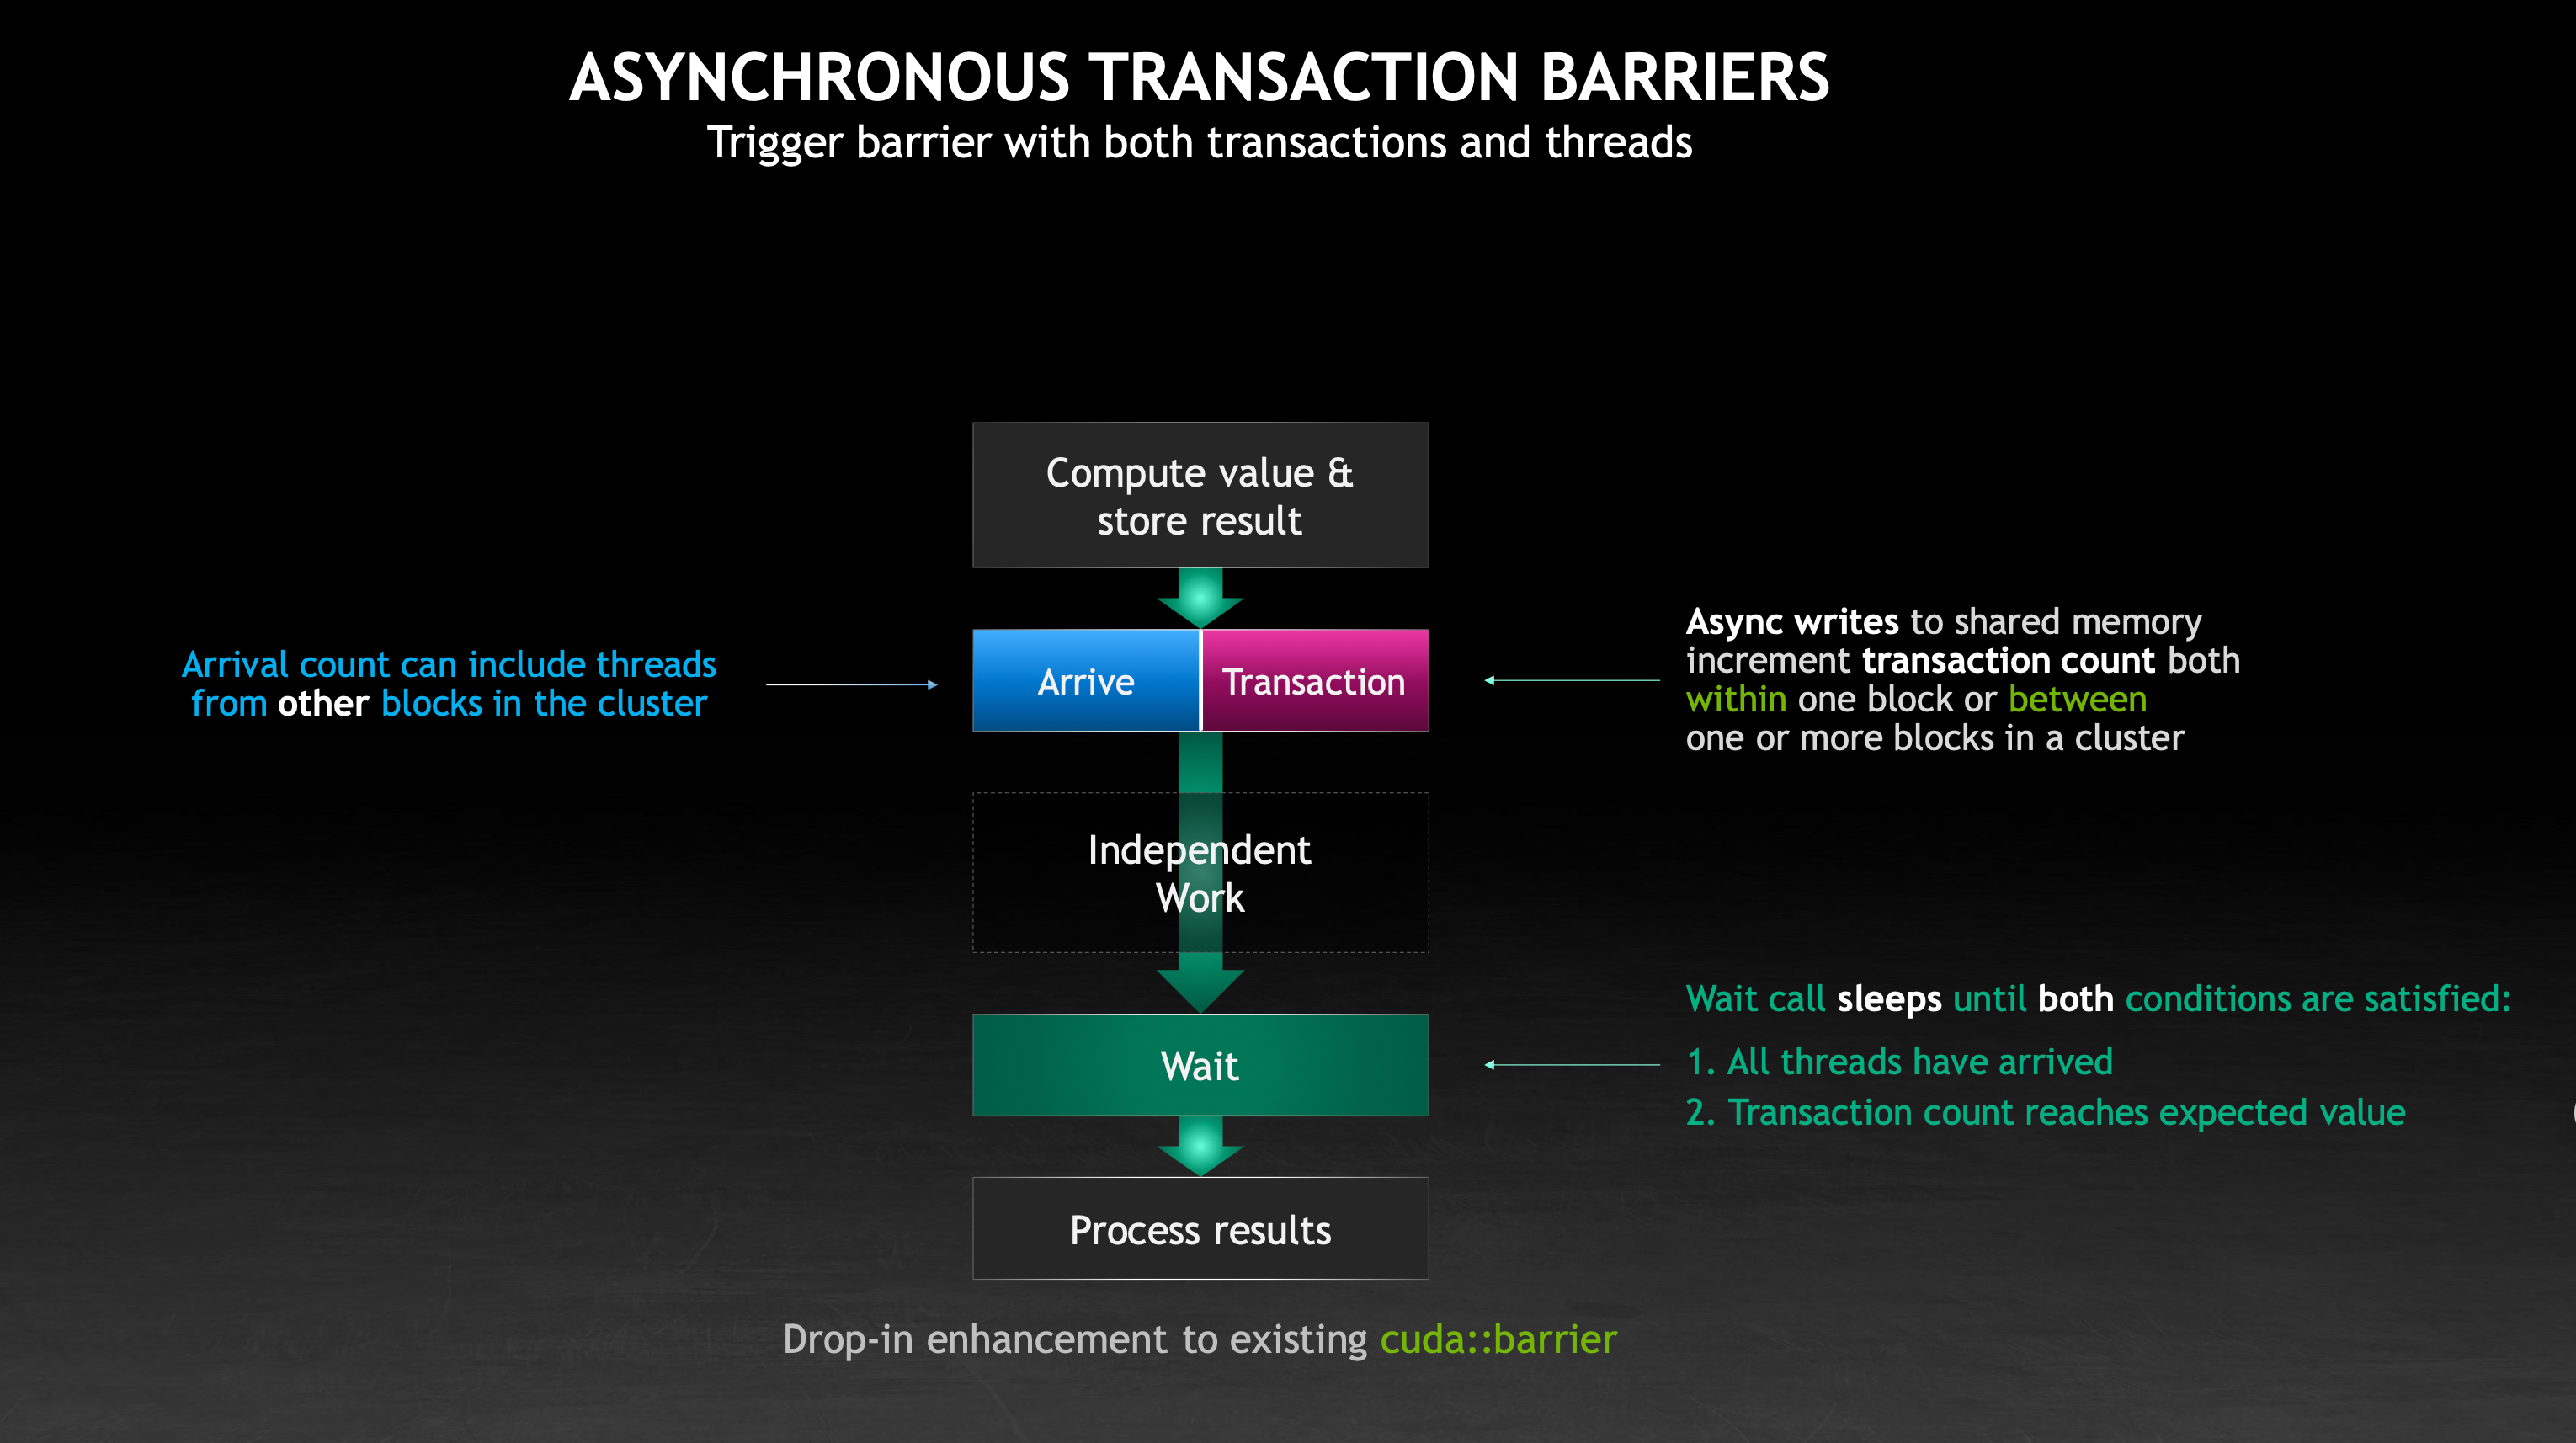 ASYNCHRONOUS TRANSACTION BARRIERS
Trigger barrier with both transactions and threads
Compute value &
store result
Arrival count can include threads
from other blocks in the cluster
Arrive
Transaction
Async writes to shared memory
increment transaction count both
within one block or between
one or more blocks in a cluster
Independent
Work
Wait
Wait call sleeps until both conditions are satisfied:
1. All threads have arrived
2. Transaction count reaches expected value
Process results
Drop-in enhancement to existing cuda::barrier